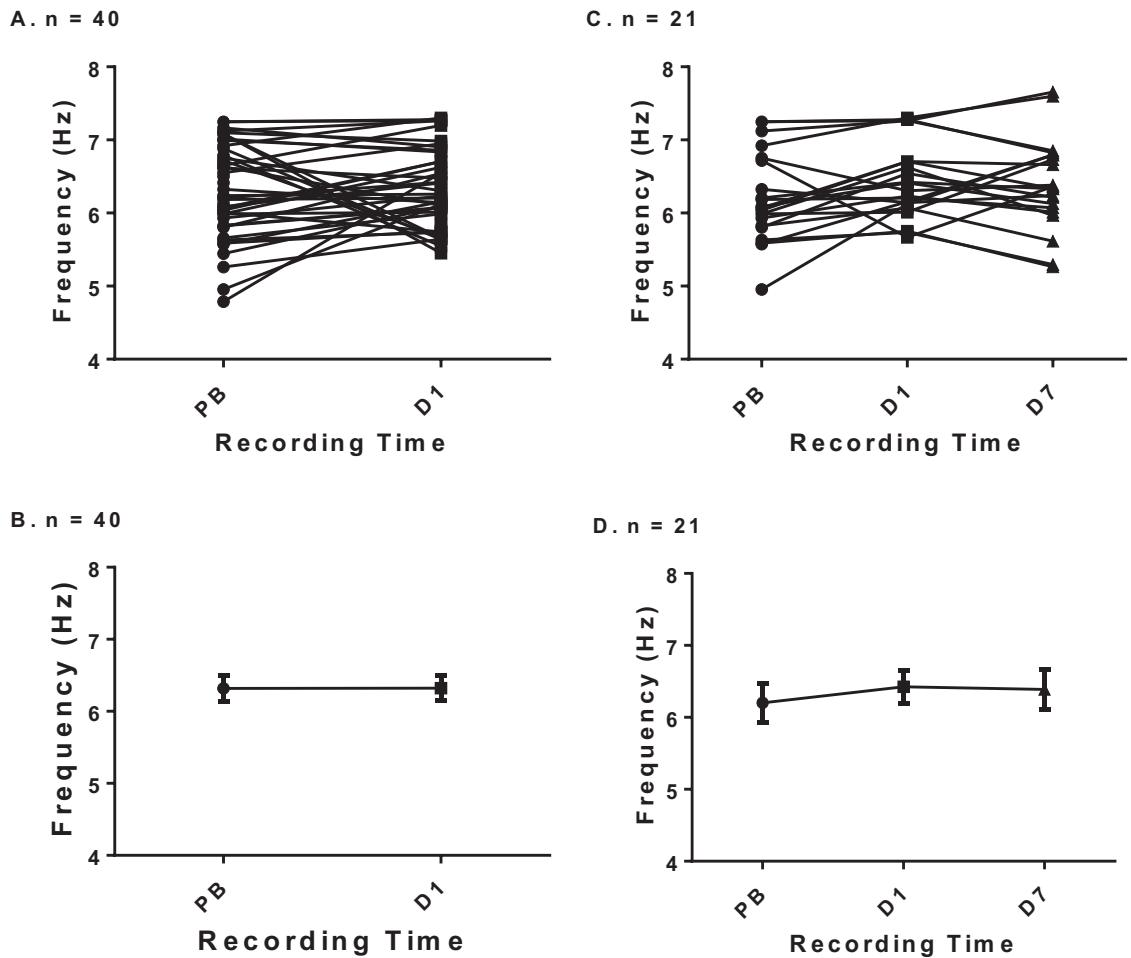 A. n = 40
8
7
6
5
4
Frequency (Hz)
PB
D1
Recording Time
C. n = 21
8
7
6
5
4
Frequency (Hz)
PB
D1
D7
Recording Time
B. n = 40
8
7
6
5
4
Frequency (Hz)
PB
D1
Recording Time
D. n = 21
8
7
6
5
4
Frequency (Hz)
PB
D1
D7
Recording Time